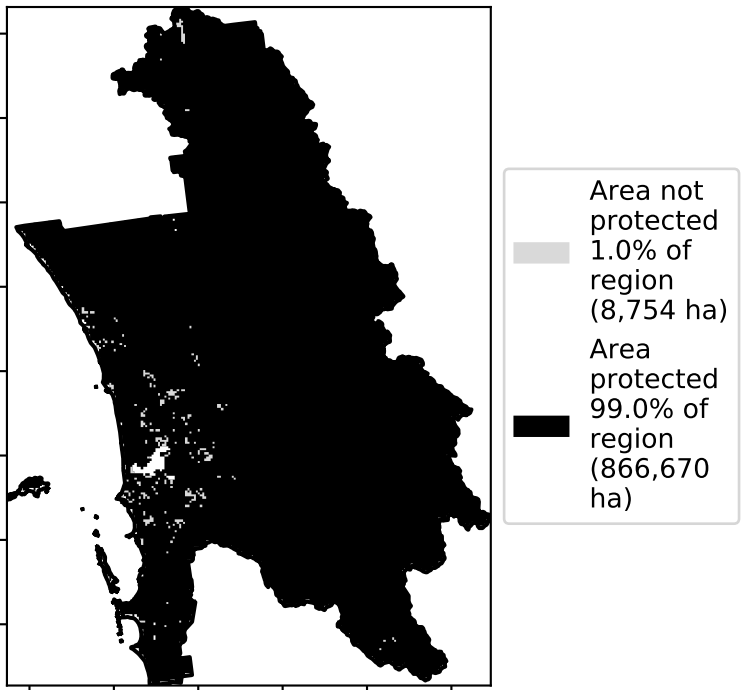 Area not
protected
1.0% of
region
(8,754 ha)
Area
protected
99.0% of
region
(866,670
ha)